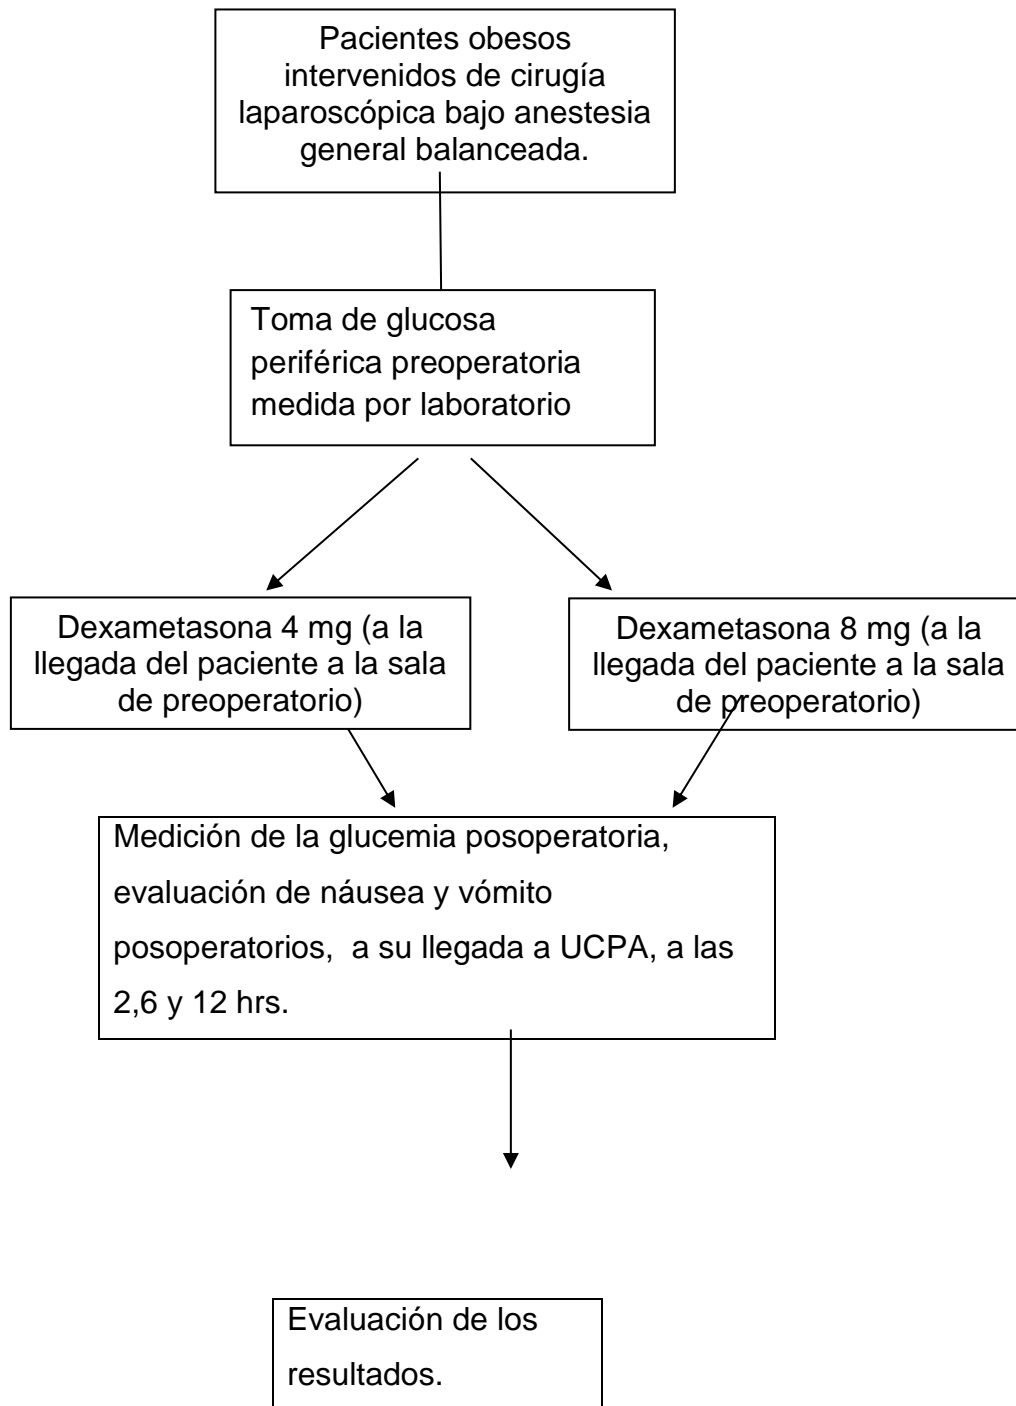 Pacientes obesos
intervenidos de cirugía
laparoscópica bajo anestesia
general balanceada.
Toma de glucosa
periférica preoperatoria
medida por laboratorio
Dexametasona 4 mg (a la
llegada del paciente a la sala
de preoperatorio)
Dexametasona 8 mg (a la
llegada del paciente a la sala
de preoperatorio)
Medición de la glucemia posoperatoria,
evaluación de náusea y vómito
posoperatorios,  a su llegada a UCPA, a las
2,6 y 12 hrs.
Evaluación de los
resultados.